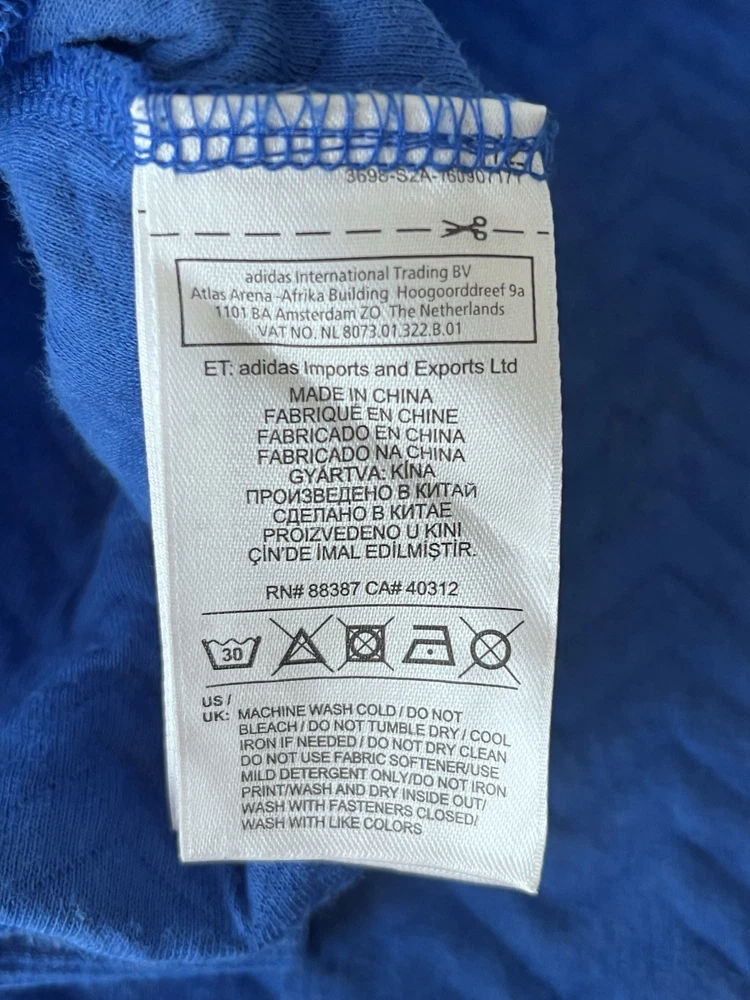 3698-S2A-160907171
adidas International Trading BV
Atlas Arena -Afrika Building. Hoogoorddreef 9a
1101 BA Amsterdam ZO. The Netherlands
VAT NO. NL 8073.01.322.B.01
ET: adidas Imports and Exports Ltd
MADE IN CHINA
FABRIQUÉ EN CHINE
FABRICADO EN CHINA
FABRICADO NA CHINA
GYÁRTVA: KÍNA
ПРОИЗВЕДЕНО В КИТАЙ
СДЕЛАНО В КИТАЕ
PROIZVEDENO U KINI
ÇİN'DE İMAL EDİLMİŞTİR.
RN# 88387 CA# 40312
30
US /
UK: MACHINE WASH COLD / DO NOT
BLEACH / DO NOT TUMBLE DRY / COOL
IRON IF NEEDED / DO NOT DRY CLEAN
DO NOT USE FABRIC SOFTENER/USE
MILD DETERGENT ONLY/DO NOT IRON
PRINT/WASH AND DRY INSIDE OUT/
WASH WITH FASTENERS CLOSED/
WASH WITH LIKE COLORS